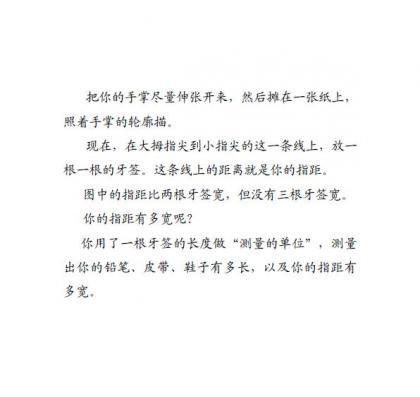 把你的手掌尽量伸张开来，然后摊在一张纸上，
照着手掌的轮廓描。
现在，在大拇指尖到小指尖的这一条线上，放一
根一根的牙签。这条线上的距离就是你的指距。
图中的指距比两根牙签宽，但没有三根牙签宽。
你的指距有多宽呢？
你用了一根牙签的长度做“测量的单位”，测量
出你的铅笔、皮带、鞋子有多长，以及你的指距有
多宽。